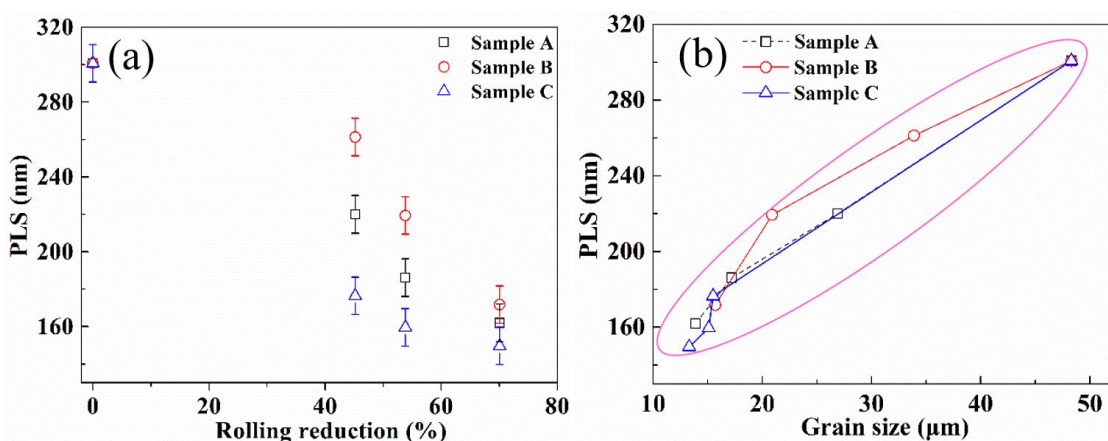 (a)
Sample A
Sample B
Sample C
PLS (nm)
320
280
240
200
160
0
20
40
60
80
Rolling reduction (%)
(b)
Sample A
Sample B
Sample C
PLS (nm)
320
280
240
200
160
10
20
30
40
50
Grain size (μm)